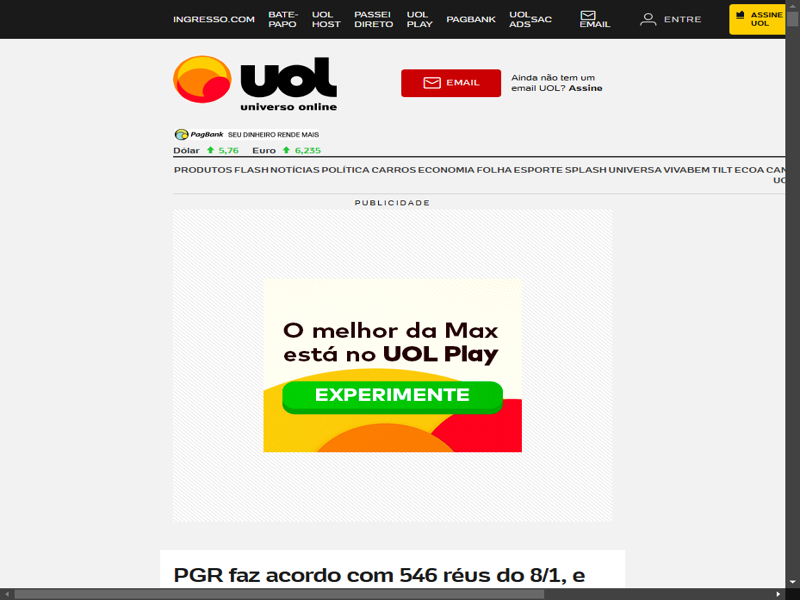 INGRESSO.COM
BATE-
PAPO
UOL
HOST
PASSEI
DIRETO
UOL
PLAY
PAGBANK
UOL
ADS
SAC
EMAIL
ENTRE
ASSINE
UOL
uol
universo online
EMAIL
Ainda não tem um
email UOL? Assine
PagBank SEU DINHEIRO RENDE MAIS
Dólar 5,76 Euro 6,235
PRODUTOS FLASH NOTÍCIAS POLÍTICA CARROS ECONOMIA FOLHA ESPORTE SPLASH UNIVERSA VIVABEM TILT ECOA
PUBLICIDADE
O melhor da Max
está no UOL Play
EXPERIMENTE
PGR faz acordo com 546 réus do 8/1, e